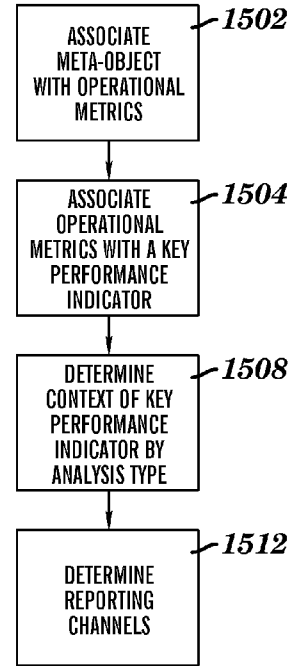 1502
ASSOCIATE
META-OBJECT
WITH OPERATIONAL
METRICS
1504
ASSOCIATE
OPERATIONAL
METRICS WITH A KEY
PERFORMANCE
INDICATOR
1508
DETERMINE
CONTEXT OF KEY
PERFORMANCE
INDICATOR BY
ANALYSIS TYPE
1512
DETERMINE
REPORTING
CHANNELS